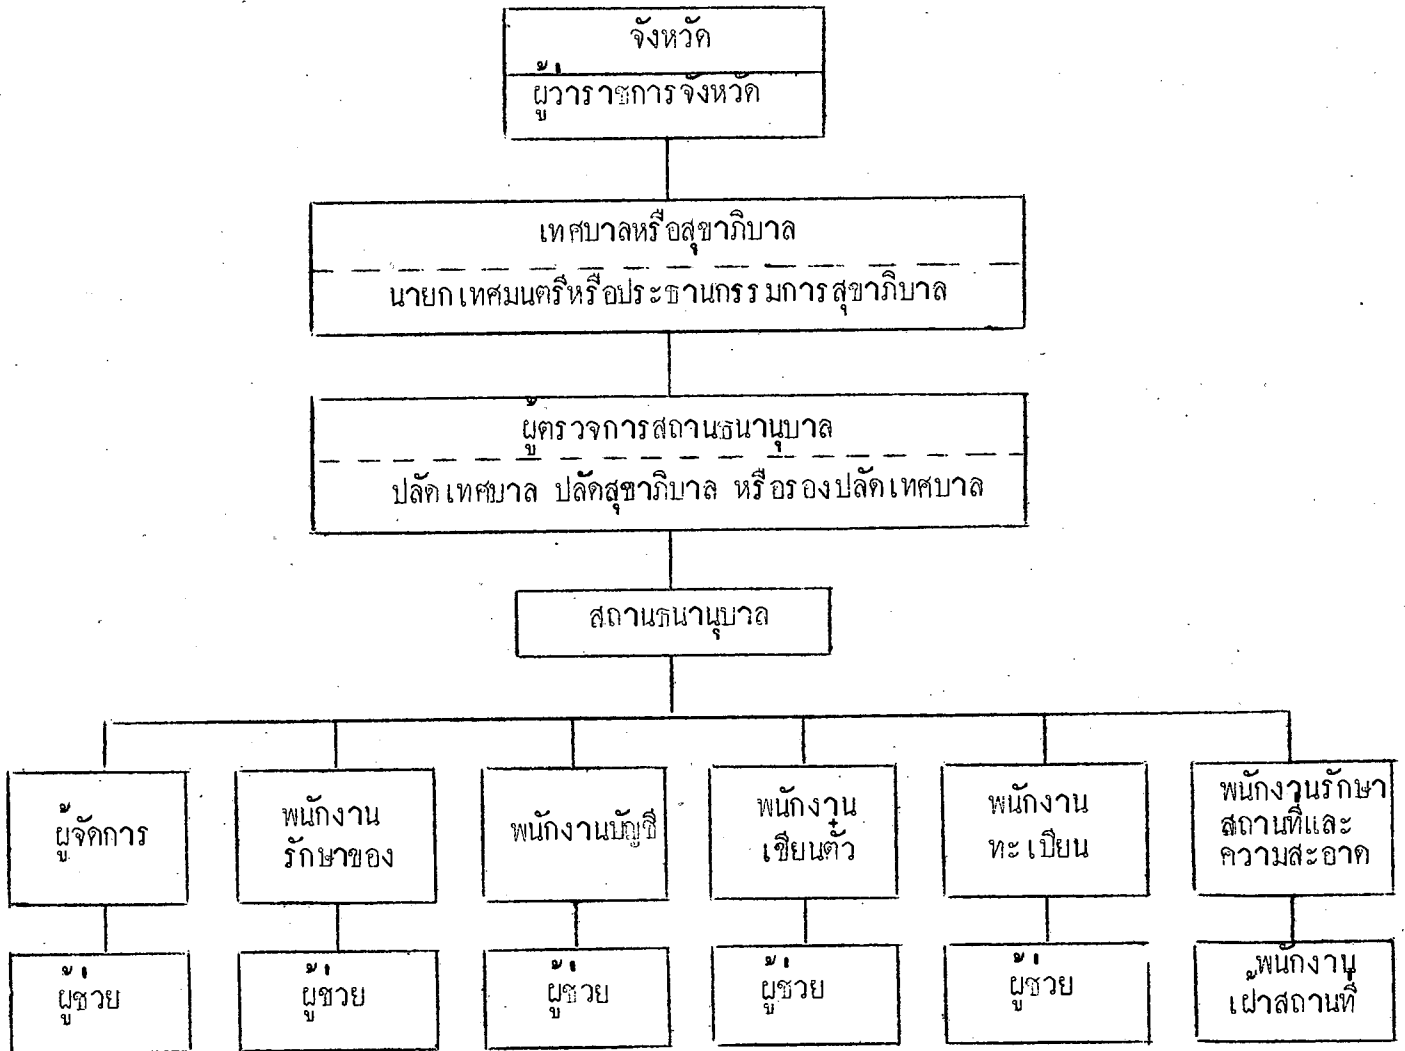 จังหวัด
ผู้ว่าราชการจังหวัด
เทศบาลหรือสุขาภิบาล
นายกเทศมนตรีหรือประธานกรรมการสุขาภิบาล
ผู้ตรวจการสถานธนานุบาล
ปลัดเทศบาล ปลัดสุขาภิบาล หรือรองปลัดเทศบาล
สถานธนานุบาล
ผู้จัดการ
พนักงาน
รักษาของ
พนักงานบัญชี
พนักงาน
เขียนตั๋ว
พนักงาน
ทะเบียน
พนักงานรักษา
สถานที่และ
ความสะอาด
ผู้ช่วย
ผู้ช่วย
ผู้ช่วย
ผู้ช่วย
ผู้ช่วย
พนักงาน
เฝ้าสถานที่